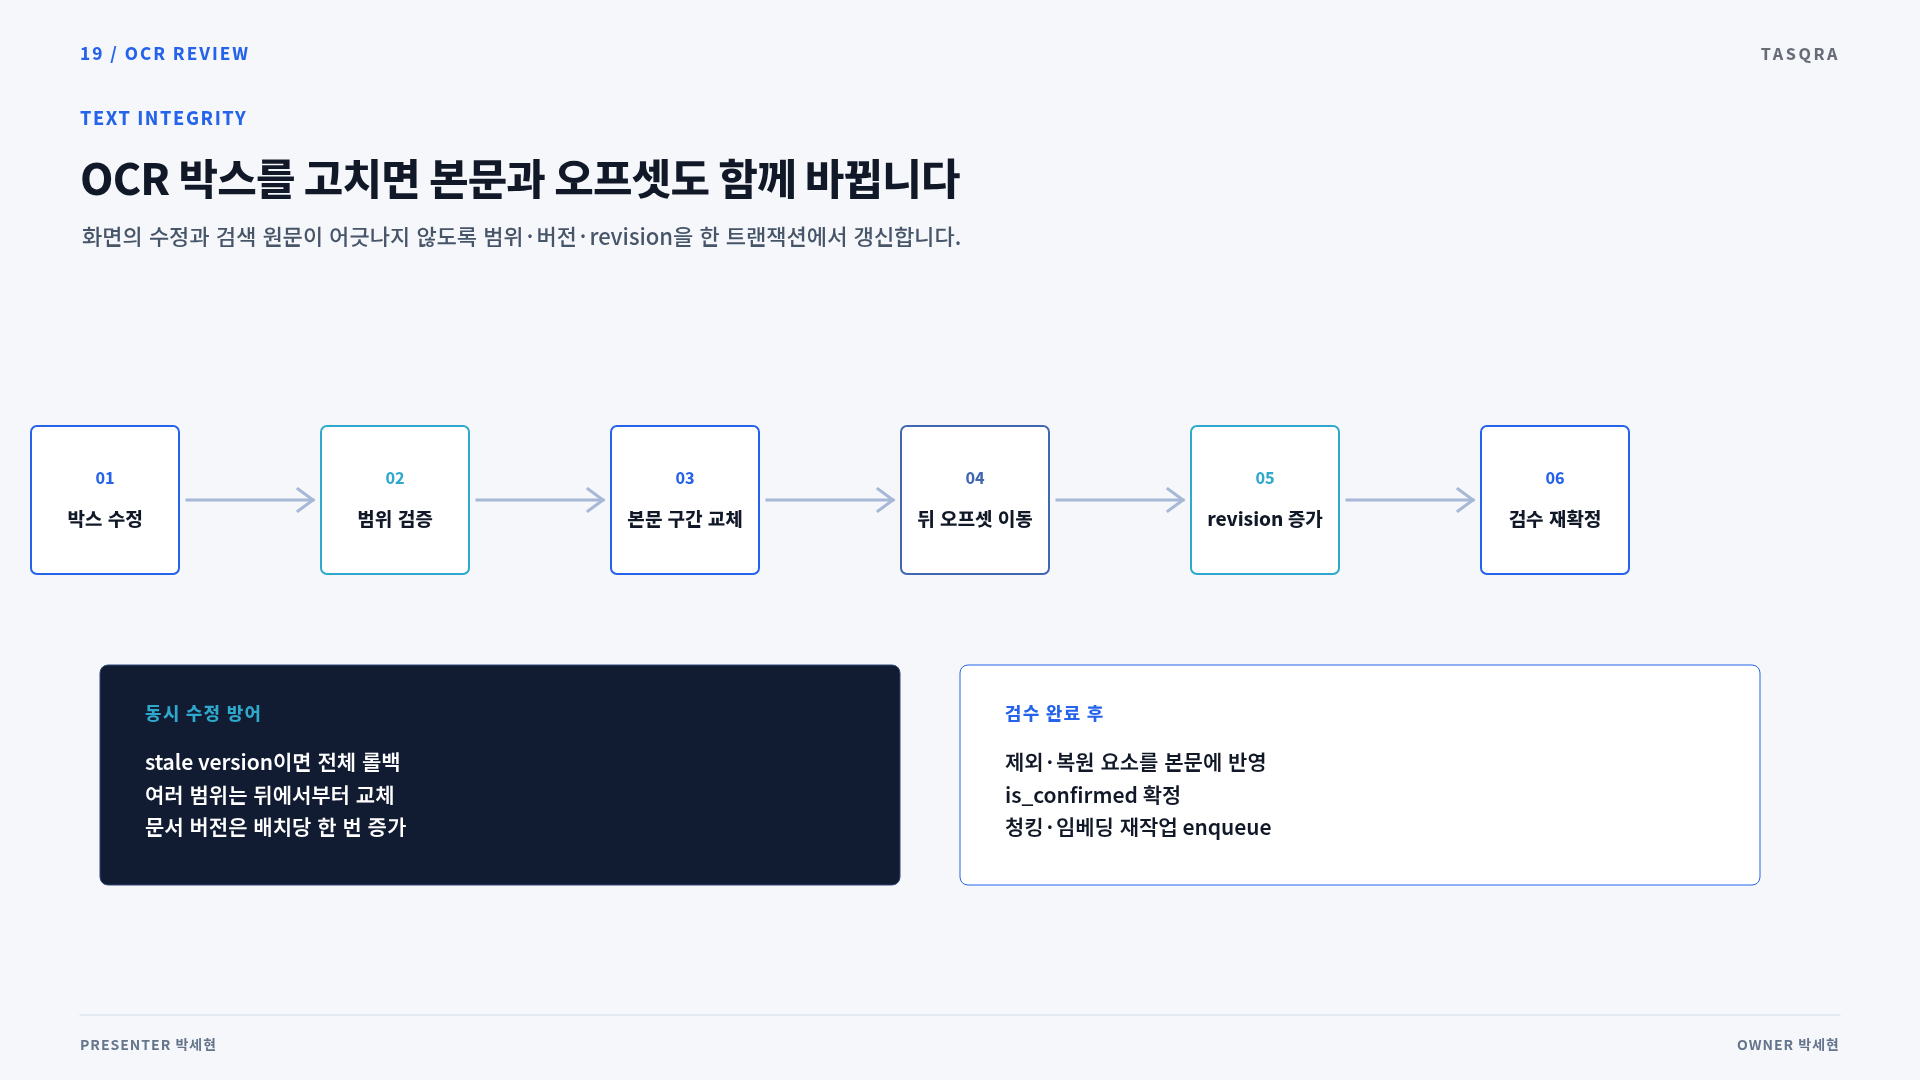 19 / OCR REVIEW
TASQRA
TEXT INTEGRITY
OCR 박스를 고치면 본문과 오프셋도 함께 바뀝니다
화면의 수정과 검색 원문이 어긋나지 않도록 범위·버전·revision을 한 트랜잭션에서 갱신합니다.
01
박스 수정
02
범위 검증
03
본문 구간 교체
04
뒤 오프셋 이동
05
revision 증가
06
검수 재확정
동시 수정 방어
stale version이면 전체 롤백
여러 범위는 뒤에서부터 교체
문서 버전은 배치당 한 번 증가
검수 완료 후
제외·복원 요소를 본문에 반영
is_confirmed 확정
청킹·임베딩 재작업 enqueue
PRESENTER 박세현
OWNER 박세현